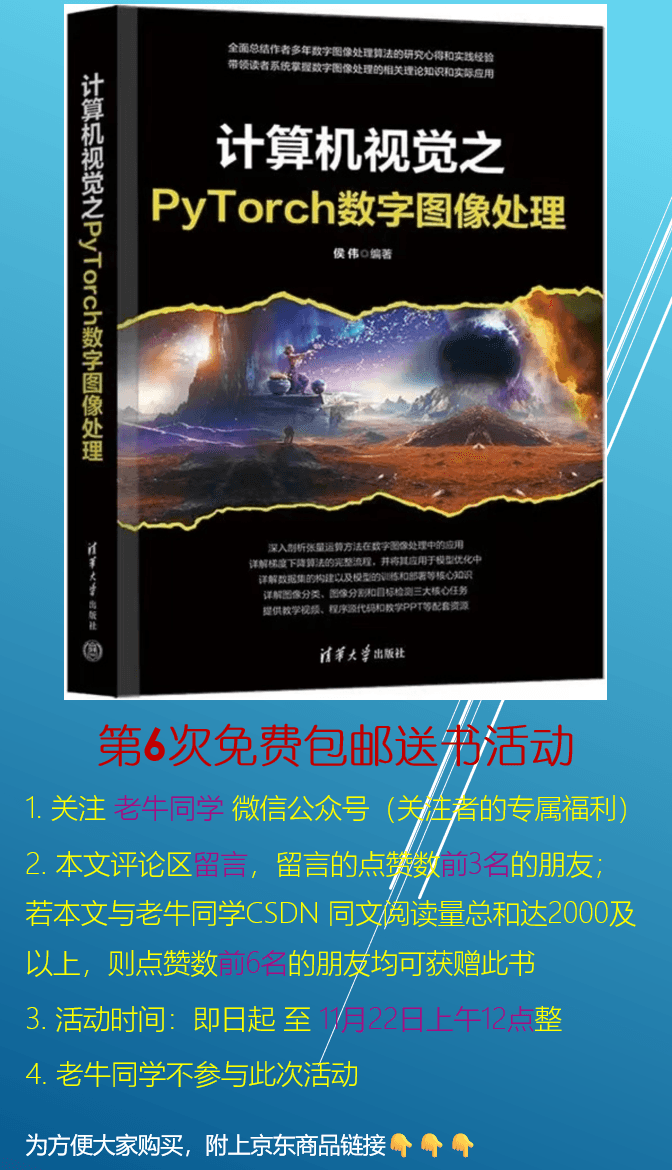 全面总结作者多年数字图像处理算法的研究心得和实践经验
带领读者系统掌握数字图像处理的相关理论知识和实际应用
计算机视觉之
PyTorch数字图像处理
侯 伟◎编著
深入剖析张量运算方法在数字图像处理中的应用
详解梯度下降算法的完整流程，并将其应用于模型优化中
详解数据集的构建以及模型的训练和部署等核心知识
详解图像分类、图像分割和目标检测三大核心任务
提供教学视频、程序源代码和教学PPT等配套资源
清华大学出版社
计算机视觉之PyTorch数字图像处理
清华大学出版社
第6次免费包邮送书活动
1. 关注 老牛同学 微信公众号（关注者的专属福利）
2. 本文评论区留言，留言的点赞数前3名的朋友；
若本文与老牛同学CSDN 同文阅读量总和达2000及
以上，则点赞数前6名的朋友均可获赠此书
3. 活动时间：即日起 至 11月22日上午12点整
4. 老牛同学不参与此次活动
为方便大家购买，附上京东商品链接👇👇👇